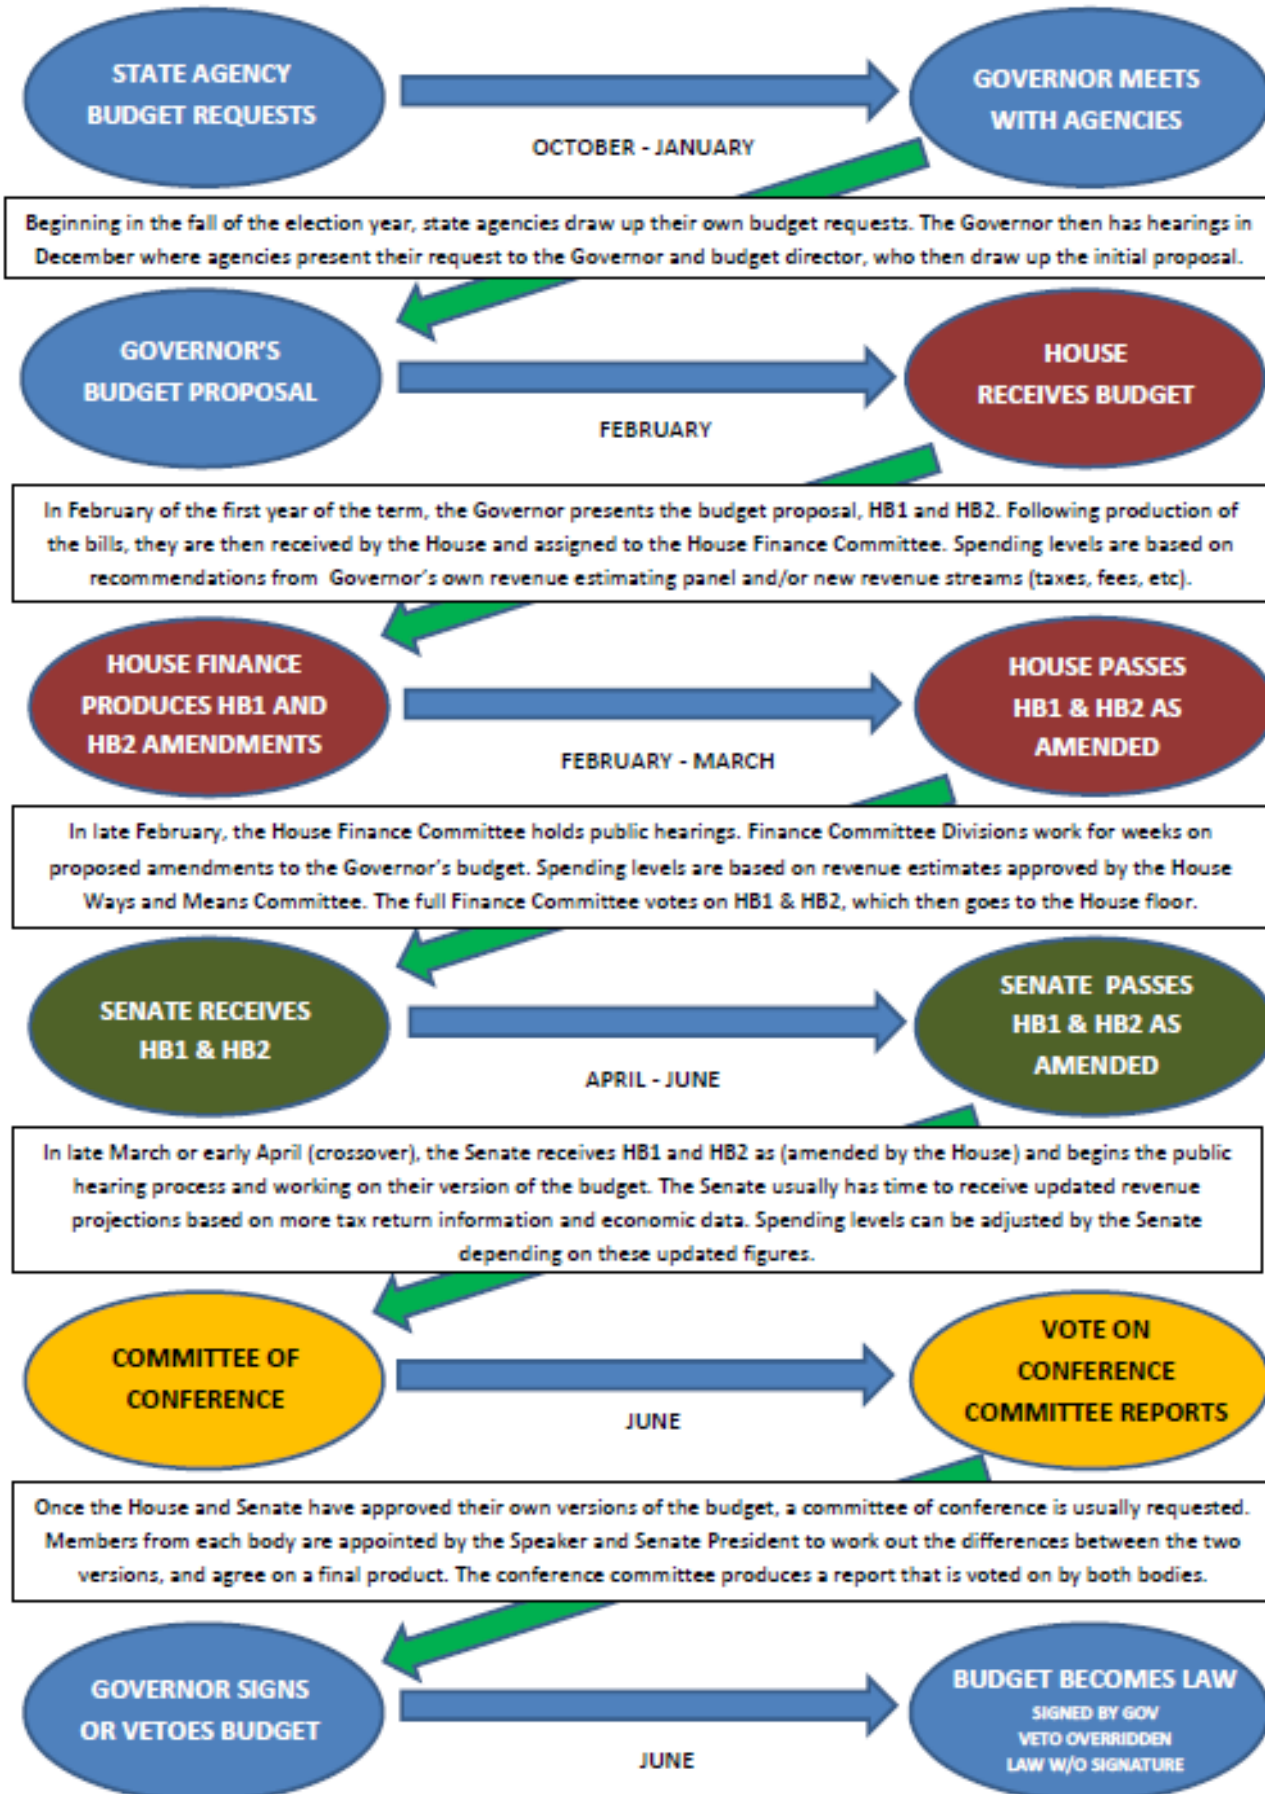 STATE AGENCY
BUDGET REQUESTS
OCTOBER - JANUARY
GOVERNOR MEETS
WITH AGENCIES
Beginning in the fall of the election year, state agencies draw up their own budget requests. The Governor then has hearings in
December where agencies present their request to the Governor and budget director, who then draw up the initial proposal.
GOVERNOR'S
BUDGET PROPOSAL
FEBRUARY
HOUSE
RECEIVES BUDGET
In February of the first year of the term, the Governor presents the budget proposal, HB1 and HB2. Following production of
the bills, they are then received by the House and assigned to the House Finance Committee. Spending levels are based on
recommendations from Governor's own revenue estimating panel and/or new revenue streams (taxes, fees, etc).
HOUSE FINANCE
PRODUCES HB1 AND
HB2 AMENDMENTS
FEBRUARY - MARCH
HOUSE PASSES
HB1 & HB2 AS
AMENDED
In late February, the House Finance Committee holds public hearings. Finance Committee Divisions work for weeks on
proposed amendments to the Governor's budget. Spending levels are based on revenue estimates approved by the House
Ways and Means Committee. The full Finance Committee votes on HB1 & HB2, which then goes to the House floor.
SENATE RECEIVES
HB1 & HB2
APRIL - JUNE
SENATE PASSES
HB1 & HB2 AS
AMENDED
In late March or early April (crossover), the Senate receives HB1 and HB2 as (amended by the House) and begins the public
hearing process and working on their version of the budget. The Senate usually has time to receive updated revenue
projections based on more tax return information and economic data. Spending levels can be adjusted by the Senate
depending on these updated figures.
COMMITTEE OF
CONFERENCE
JUNE
VOTE ON
CONFERENCE
COMMITTEE REPORTS
Once the House and Senate have approved their own versions of the budget, a committee of conference is usually requested.
Members from each body are appointed by the Speaker and Senate President to work out the differences between the two
versions, and agree on a final product. The conference committee produces a report that is voted on by both bodies.
GOVERNOR SIGNS
OR VETOES BUDGET
JUNE
BUDGET BECOMES LAW
SIGNED BY GOV
VETO OVERRIDDEN
LAW W/O SIGNATURE